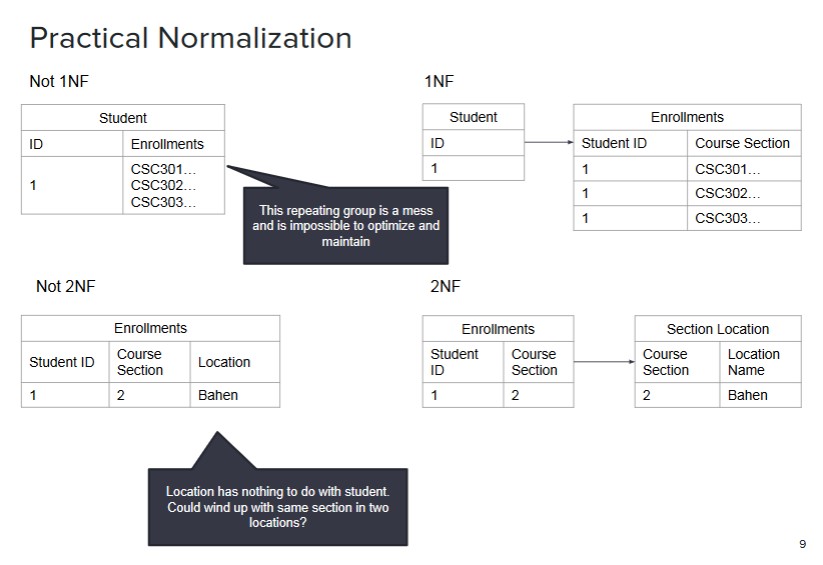 Practical Normalization
Not 1NF
Student
ID Enrollments
1
CSC301...
CSC302...
CSC303...
This repeating group is a mess
and is impossible to optimize and
maintain
1NF
Student
ID
1
Enrollments
Student ID Course Section
1 CSC301...
1 CSC302...
1 CSC303...
Not 2NF
Enrollments
Student ID Course Section Location
1 2 Bahen
Location has nothing to do with student.
Could wind up with same section in two
locations?
2NF
Enrollments
Student ID Course Section
1 2
Section Location
Course Section Location Name
2 Bahen
9